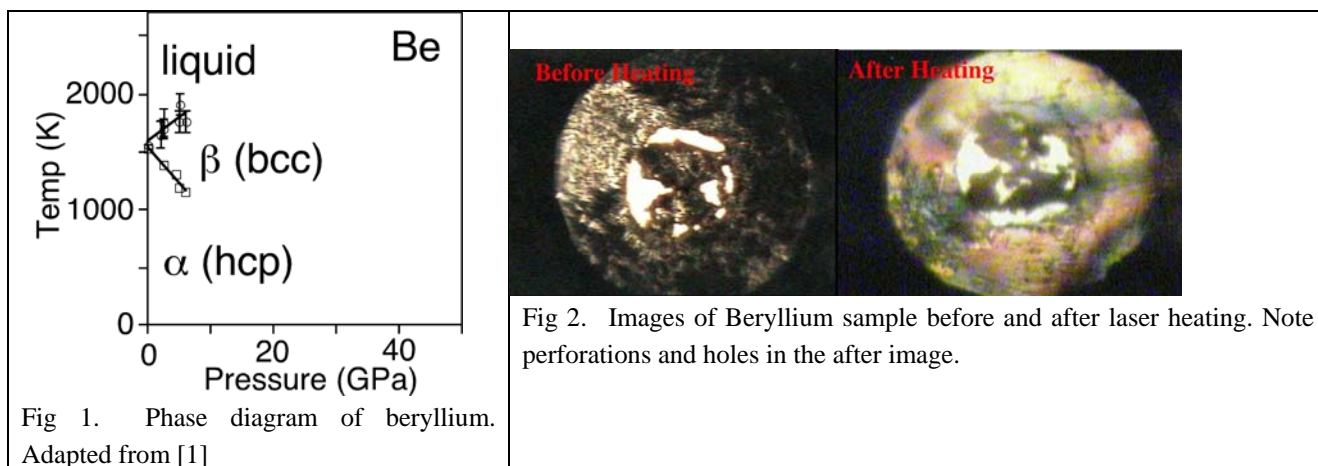 liquid
Be
2000
β (bcc)
1000
α (hcp)
0
Temp (K)
0
20
40
Pressure (GPa)
Fig 1. Phase diagram of beryllium.
Adapted from [1]
Before Heating
After Heating
Fig 2. Images of Beryllium sample before and after laser heating. Note
perforations and holes in the after image.